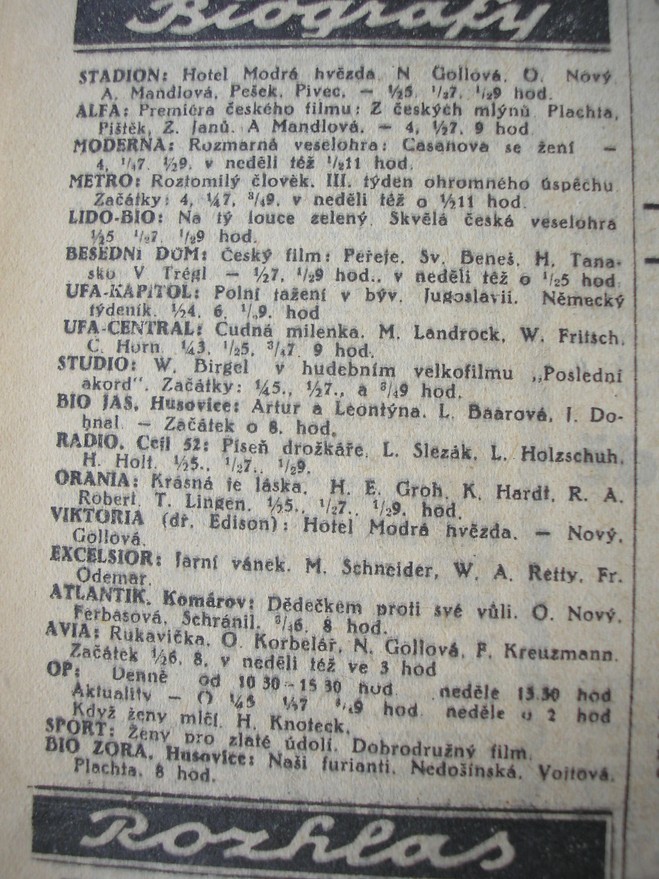 Biografy
STADION: Hotel Modrá hvězda. N Gollová. O. Nový
A. Mandlová, Pešek, Pivec. — ½5. ½7. ½9 hod.
ALFA: Premiéra českého filmu: Z českých mlýnů Plachta,
Pištěk, Z. Janů. A Mandlová. — 4, ½7, 9 hod
MODERNA: Rozmarná veselohra: Casanova se žení —
4, ¼7. ½9. v neděli též ½11 hod.
METRO: Roztomilý člověk. III. týden ohromného úspěchu
Začátky: 4, ¼7, ¾9, v neděli též o ½11 hod.
LIDO-BIO: Na tý louce zelený. Skvělá česká veselohra
½5 ½7. ½9 hod.
BESEDNÍ DŮM: Český film: Peřeje. Sv. Beneš, H. Tana-
sko V Trégl — ½7. ½9 hod., v neděli též o ½5 hod
UFA-KAPITOL: Polní tažení v býv. Jugoslavii. Německý
týdeník. ½4, 6, ½9. hod
UFA-CENTRAL: Cudná milenka. M. Landrock, W. Fritsch.
C. Horn. ¼3, ½5, ¾7. 9 hod.
STUDIO: W. Birgel v hudebním velkofilmu „Poslední
akord". Začátky: ¼5., ½7., a ¾9 hod.
BIO JAS, Husovice: Artur a Leontýna. L. Baarová, J. Do-
hnal. — Začátek o 8. hod.
RADIO, Cejl 52: Píseň drožkáře. L. Slezák, L. Holzschuh.
H. Holt. ½5., ½7., ½9.
ORANIA: Krásná je láska. H. E. Groh, K. Hardt, R. A.
Robert, T. Lingen. ½5., ½7., ½9. hod.
VIKTORIA (dř. Edison): Hotel Modrá hvězda. — Nový,
Gollová.
EXCELSIOR: Jarní vánek. M. Schneider, W. A. Retty, Fr.
Odemar.
ATLANTIK, Komárov: Dědečkem proti své vůli. O. Nový.
Ferbasová, Schránil. ¾6, 8 hod.
AVIA: Rukavička. O. Korbelář, N. Gollová, F. Kreuzmann.
Začátek ½6, 8, v neděli též ve 3 hod
OP: Denně od 10 30–15 30 hod neděle 13.30 hod
Aktuality — O ¼5 ½7 ¾9 hod neděle o 2 hod
Když ženy mlčí. H. Knoteck.
SPORT: Ženy pro zlaté údolí. Dobrodružný film.
BIO ZORA, Husovice: Naši furianti. Nedošínská, Vojtová,
Plachta. 8 hod.
Rozhlas